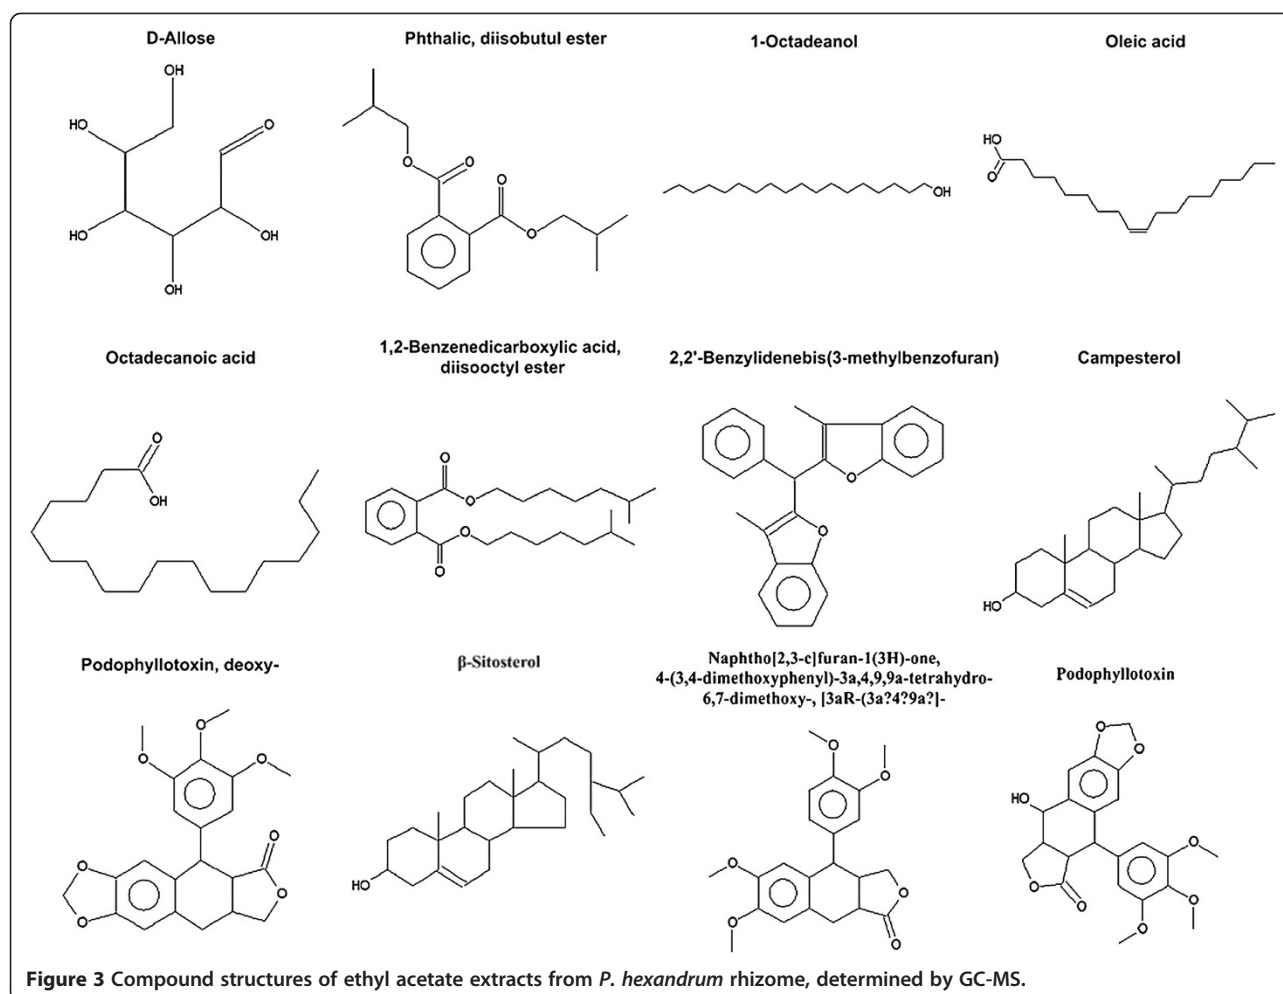 D-Allose
Phthalic, diisobutul ester
1-Octadeanol
Oleic acid
OH
HO
O
HO
OH
OH
O
O
O
O
OH
HO
O
Octadecanoic acid
1,2-Benzenedicarboxylic acid,
diisooctyl ester
2,2'-Benzylidenebis(3-methylbenzofuran)
Campesterol
O
OH
O
O
O
O
O
O
HO
Podophyllotoxin, deoxy-
β-Sitosterol
Naphtho[2,3-c]furan-1(3H)-one,
4-(3,4-dimethoxyphenyl)-3a,4,9,9a-tetrahydro-
6,7-dimethoxy-, [3aR-(3a?4?9a?]-
Podophyllotoxin
O
O
O
O
O
O
O
HO
O
O
O
O
O
O
O
O
HO
O
O
O
O
O
Figure 3 Compound structures of ethyl acetate extracts from P. hexandrum rhizome, determined by GC-MS.